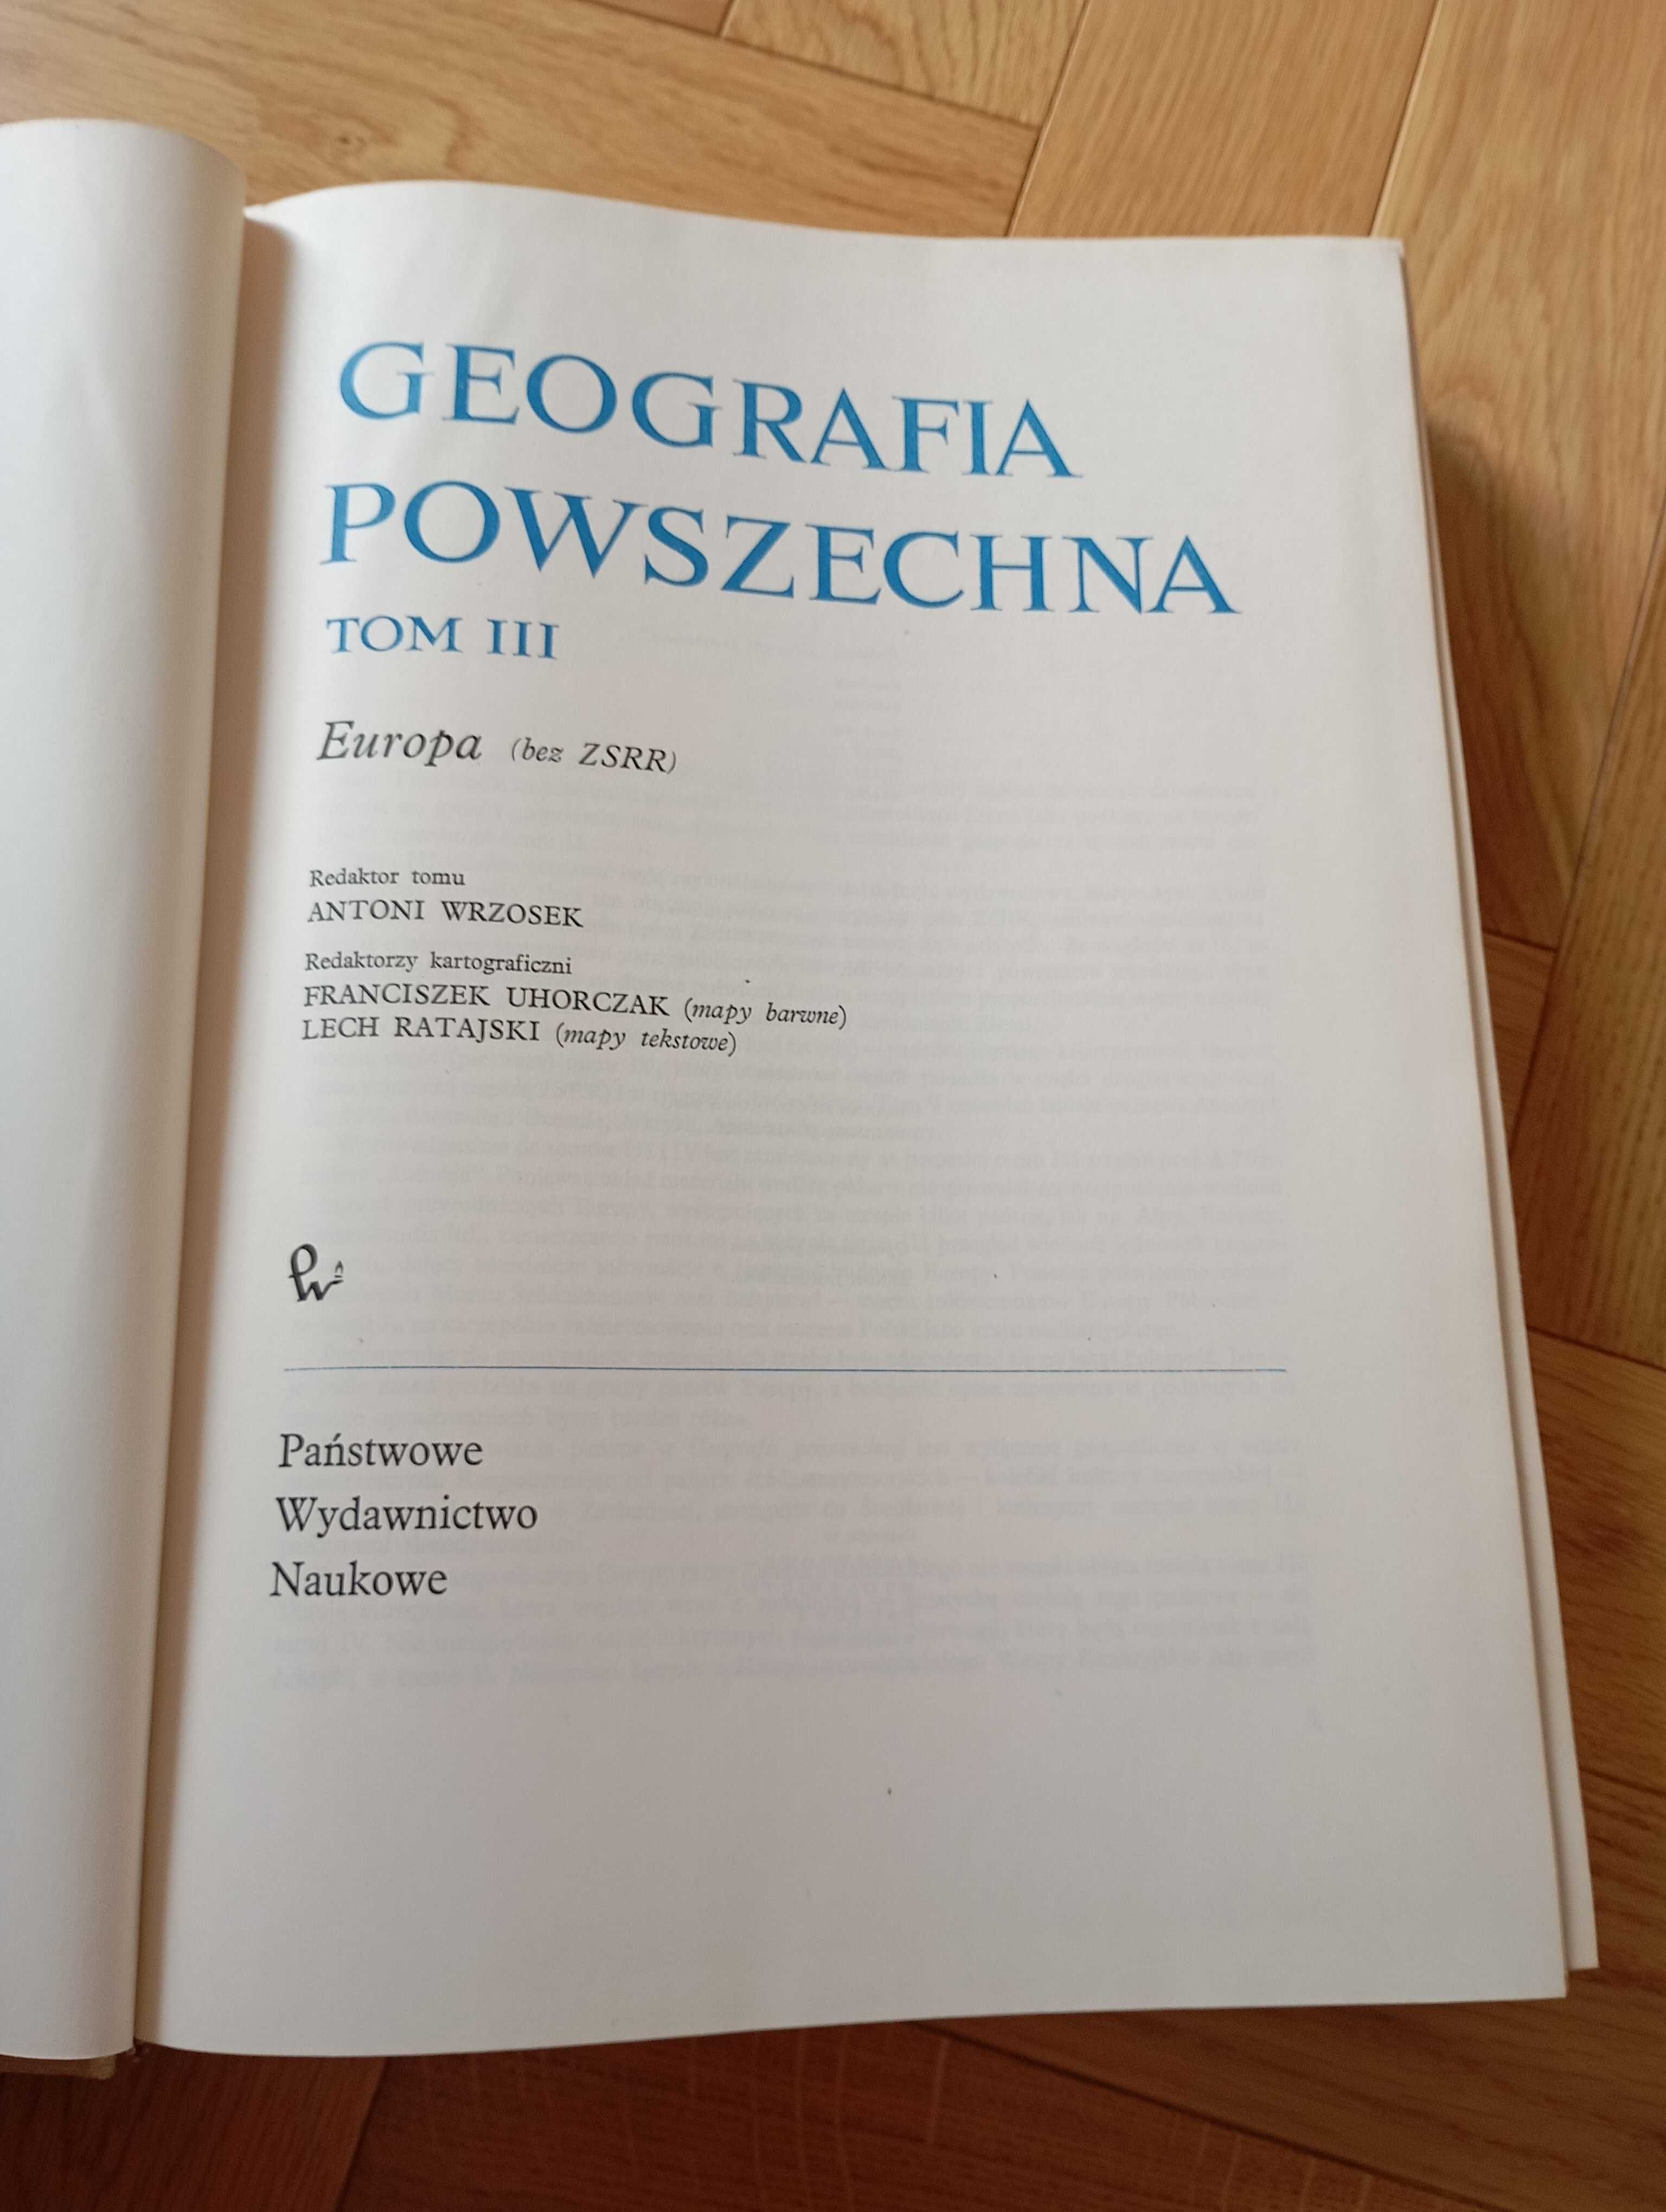 GEOGRAFIA
POWSZECHNA
TOM III
Europa (bez ZSRR)
Redaktor tomu
ANTONI WRZOSEK
Redaktorzy kartograficzni
FRANCISZEK UHORCZAK (mapy barwne)
LECH RATAJSKI (mapy tekstowe)
Państwowe
Wydawnictwo
Naukowe